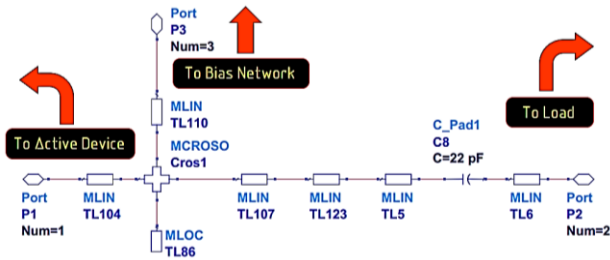 Port
P3
Num=3
To Bias Network
To Load
To Active Device
MLIN
TL110
MCROSO
Cros1
C_Pad1
C8
C=22 pF
Port
P1
Num=1
MLIN
TL104
MLIN
TL107
MLIN
TL123
MLIN
TL5
MLIN
TL6
Port
P2
Num=2
MLOC
TL86